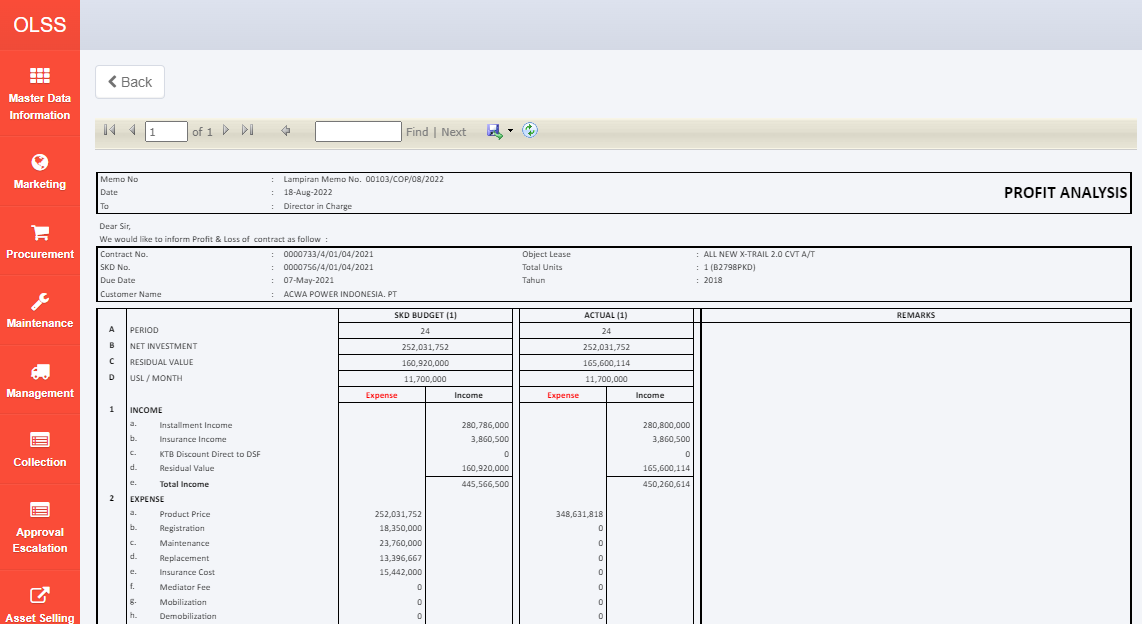 OLSS
Master Data
Information
Marketing
Procurement
Maintenance
Management
Collection
Approval
Escalation
Asset Selling
Back
1 of 1 Find | Next
Memo No : Lampiran Memo No. 00103/COP/08/2022
Date : 18-Aug-2022
To : Director in Charge
PROFIT ANALYSIS
Dear Sir,
We would like to inform Profit & Loss of contract as follow :
Contract No. : 0000733/4/01/04/2021 Object Lease : ALL NEW X-TRAIL 2.0 CVT A/T
SKD No. : 0000756/4/01/04/2021 Total Units : 1 (B2798PKD)
Due Date : 07-May-2021 Tahun : 2018
Customer Name : ACWA POWER INDONESIA. PT
SKD BUDGET (1) ACTUAL (1) REMARKS
A PERIOD 24 24
B NET INVESTMENT 252,031,752 252,031,752
C RESIDUAL VALUE 160,920,000 165,600,114
D USL / MONTH 11,700,000 11,700,000
Expense Income Expense Income
1 INCOME
a. Installment Income 280,786,000 280,800,000
b. Insurance Income 3,860,500 3,860,500
c. KTB Discount Direct to DSF 0 0
d. Residual Value 160,920,000 165,600,114
e. Total Income 445,566,500 450,260,614
2 EXPENSE
a. Product Price 252,031,752 348,631,818
b. Registration 18,350,000 0
c. Maintenance 23,760,000 0
d. Replacement 13,396,667 0
e. Insurance Cost 15,442,000 0
f. Mediator Fee 0 0
g. Mobilization 0 0
h. Demobilization 0 0